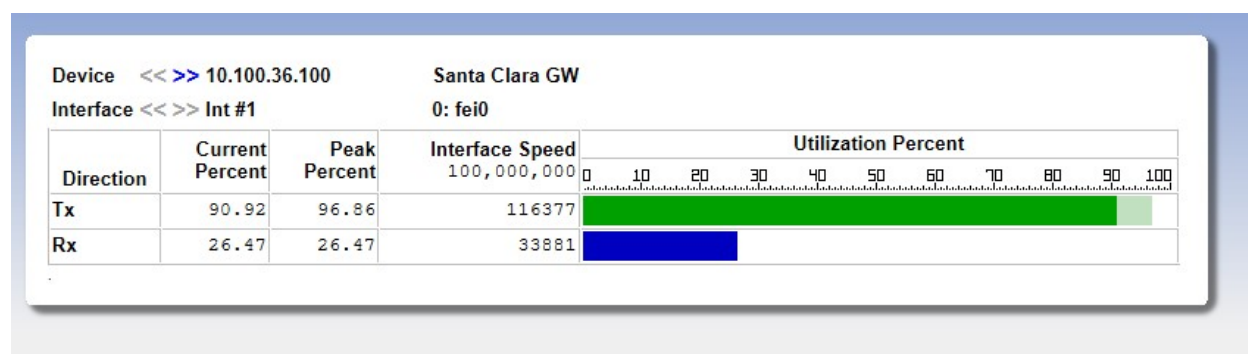 Device << >> 10.100.36.100 Santa Clara GW
Interface << >> Int #1 0: fei0
Direction Current Percent Peak Percent Interface Speed 100,000,000 Utilization Percent
0 10 20 30 40 50 60 70 80 90 100
Tx 90.92 96.86 116377
Rx 26.47 26.47 33881
.